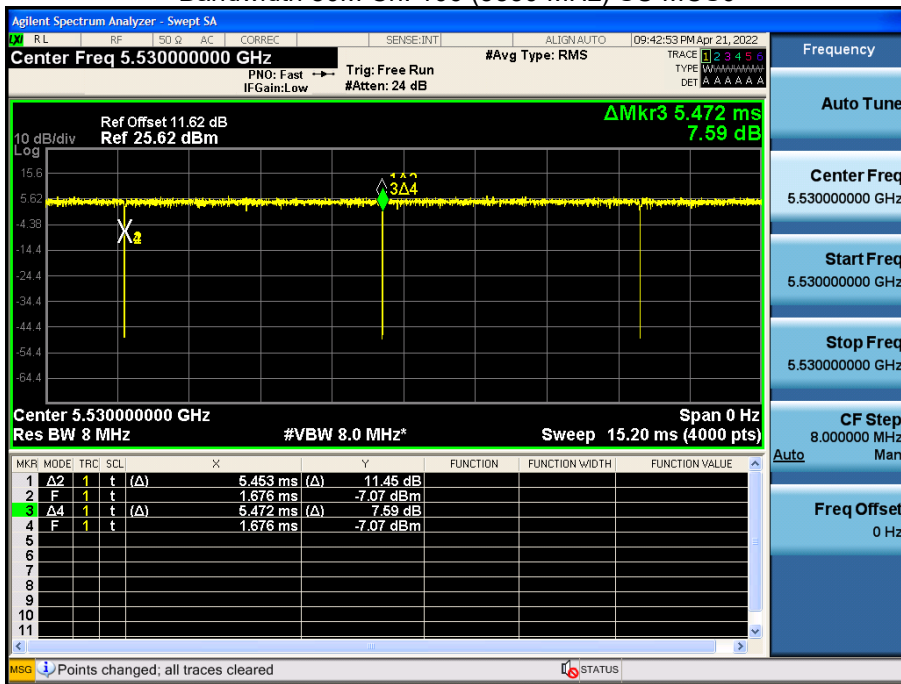 Agilent Spectrum Analyzer - Swept SA
LXI RL RF 50 Ω AC CORREC SENSE:INT ALIGNAUTO 09:42:53 PM Apr 21, 2022
Center Freq 5.530000000 GHz
PNO: Fast
IFGain:Low
Trig: Free Run
#Atten: 24 dB
#Avg Type: RMS
TRACE 1 2 3 4 5 6
TYPE WWWWWW
DET A A A A A A
ΔMkr3 5.472 ms
7.59 dB
Ref Offset 11.62 dB
10 dB/div Ref 25.62 dBm
Log
15.6
5.62
-4.38
-14.4
-24.4
-34.4
-44.4
-54.4
-64.4
3Δ4
Center 5.530000000 GHz Span 0 Hz
Res BW 8 MHz #VBW 8.0 MHz* Sweep 15.20 ms (4000 pts)
MKR MODE TRC SCL X Y FUNCTION FUNCTION WIDTH FUNCTION VALUE
1 Δ2 1 t (Δ) 5.453 ms (Δ) 11.45 dB
2 F 1 t 1.676 ms -7.07 dBm
3 Δ4 1 t (Δ) 5.472 ms (Δ) 7.59 dB
4 F 1 t 1.676 ms -7.07 dBm
5
6
7
8
9
10
11
MSG Points changed; all traces cleared STATUS
Frequency
Auto Tune
Center Freq
5.530000000 GHz
Start Freq
5.530000000 GHz
Stop Freq
5.530000000 GHz
CF Step
8.000000 MHz
Auto Man
Freq Offset
0 Hz